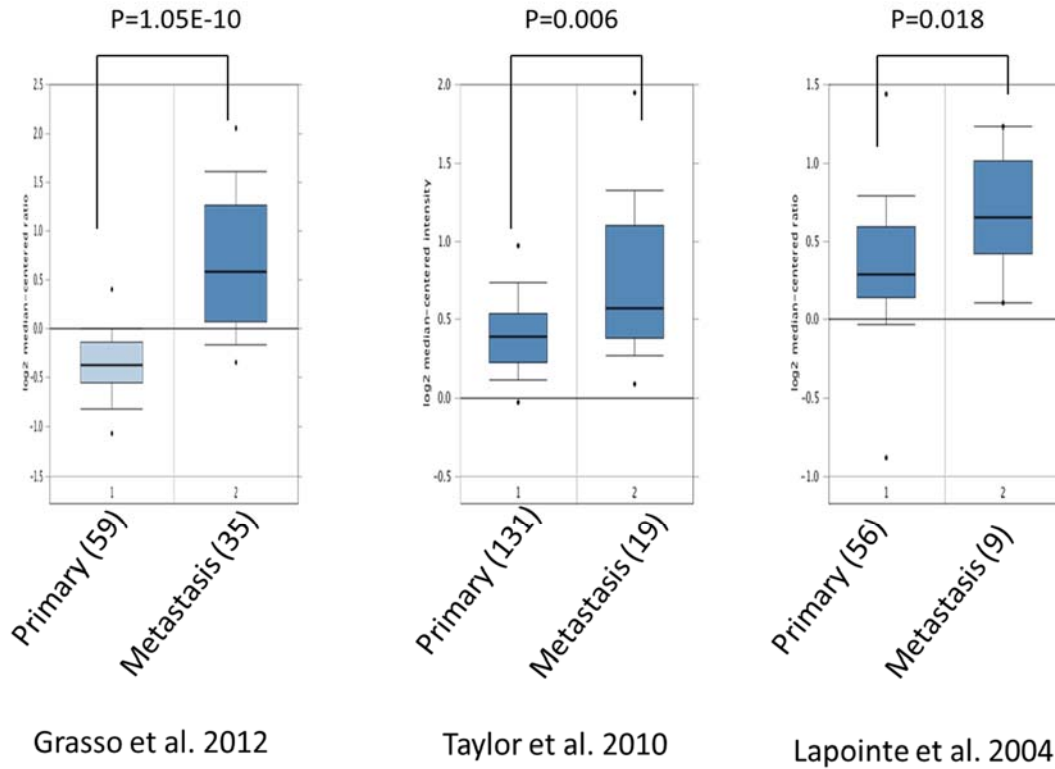 P=1.05E-10
P=0.006
P=0.018
log2 median-centered ratio
2.5
2.0
1.5
1.0
0.5
0.0
-0.5
-1.0
-1.5
1
2
log2 median-centered intensity
2.0
1.5
1.0
0.5
0.0
-0.5
1
2
log2 median-centered ratio
1.5
1.0
0.5
0.0
-0.5
-1.0
1
2
Primary (59)
Metastasis (35)
Primary (131)
Metastasis (19)
Primary (56)
Metastasis (9)
Grasso et al. 2012
Taylor et al. 2010
Lapointe et al. 2004